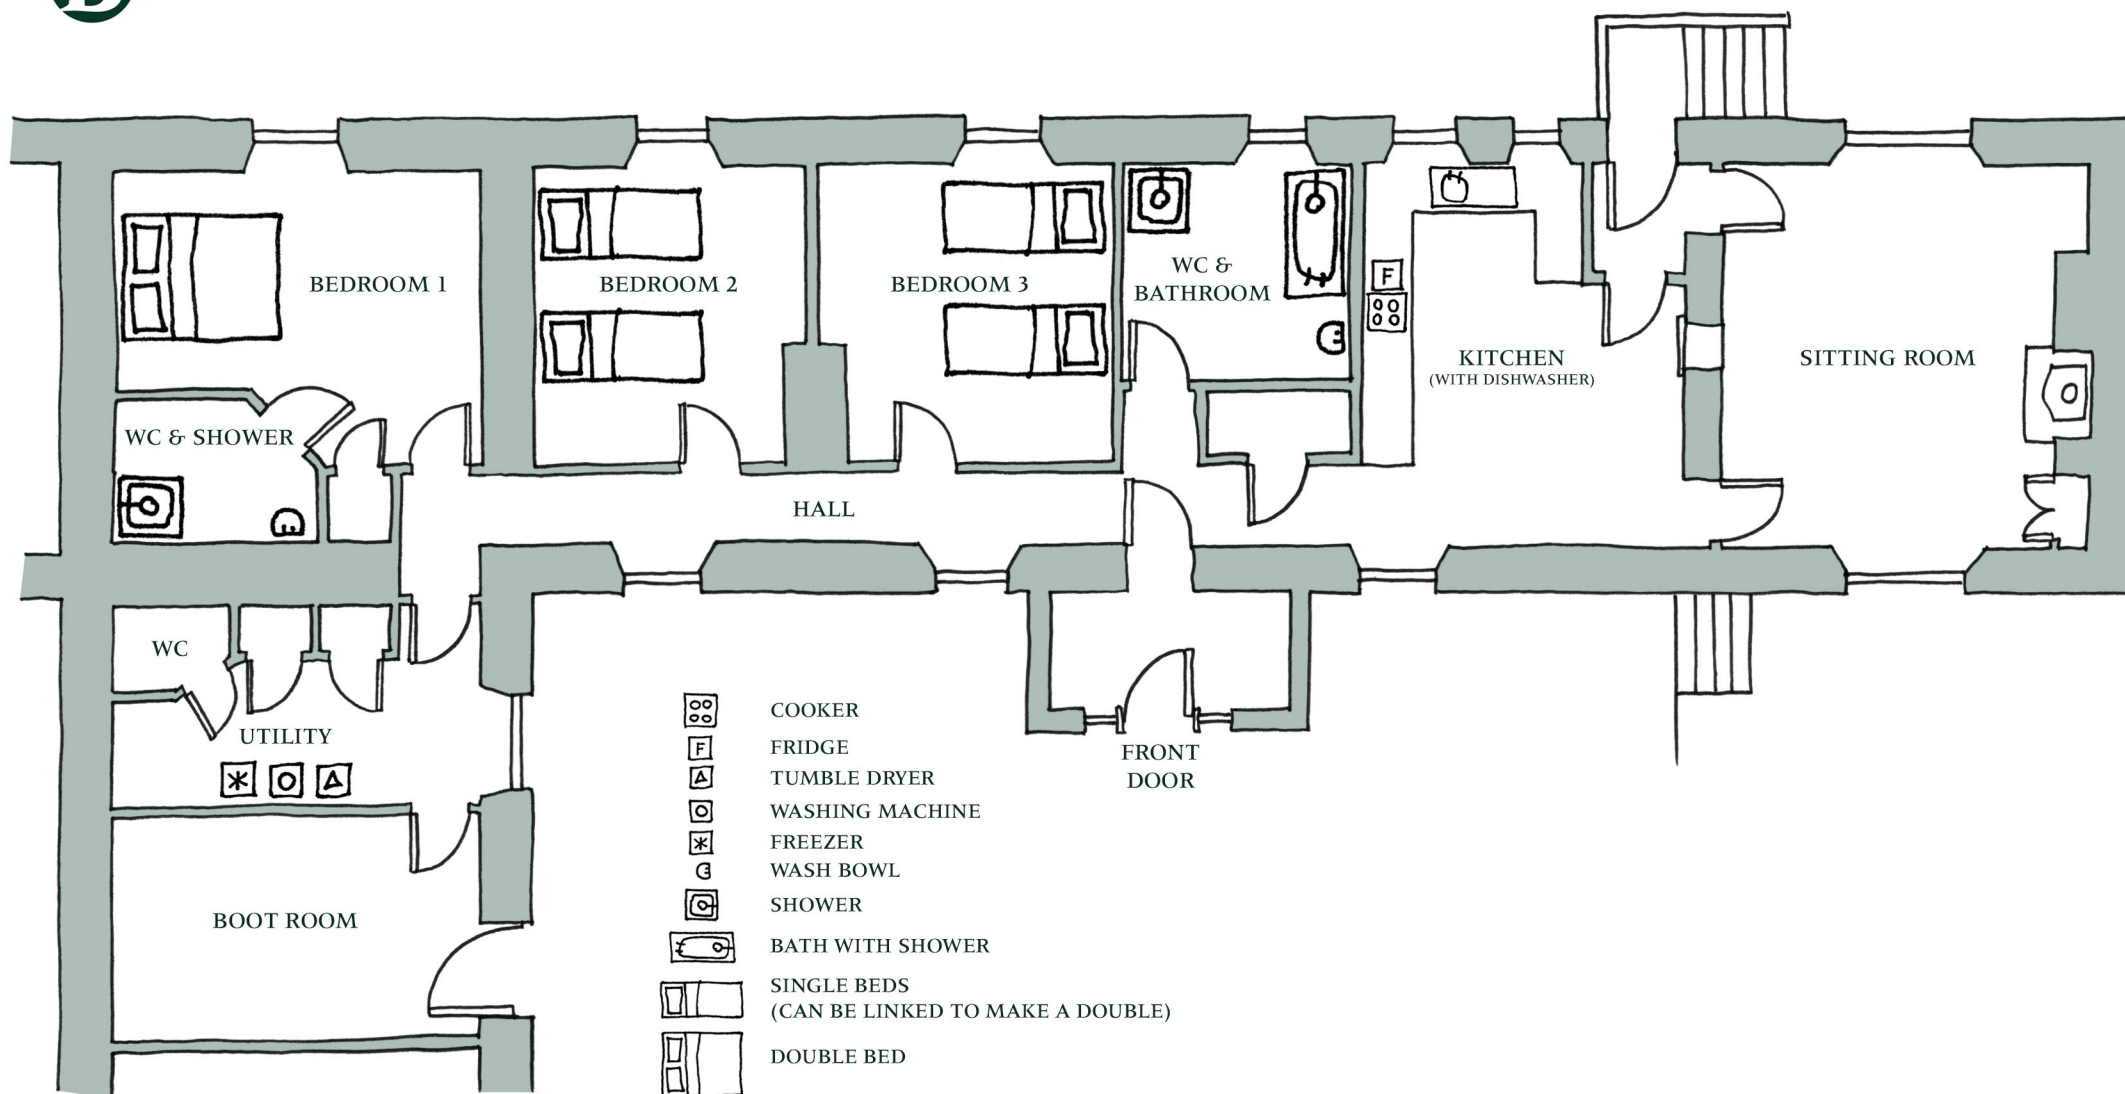 BEDROOM 1
BEDROOM 2
BEDROOM 3
WC &
BATHROOM
F
KITCHEN
(WITH DISHWASHER)
SITTING ROOM
WC & SHOWER
HALL
WC
UTILITY
BOOT ROOM
FRONT
DOOR
COOKER
F
FRIDGE
TUMBLE DRYER
WASHING MACHINE
FREEZER
WASH BOWL
SHOWER
BATH WITH SHOWER
SINGLE BEDS
(CAN BE LINKED TO MAKE A DOUBLE)
DOUBLE BED